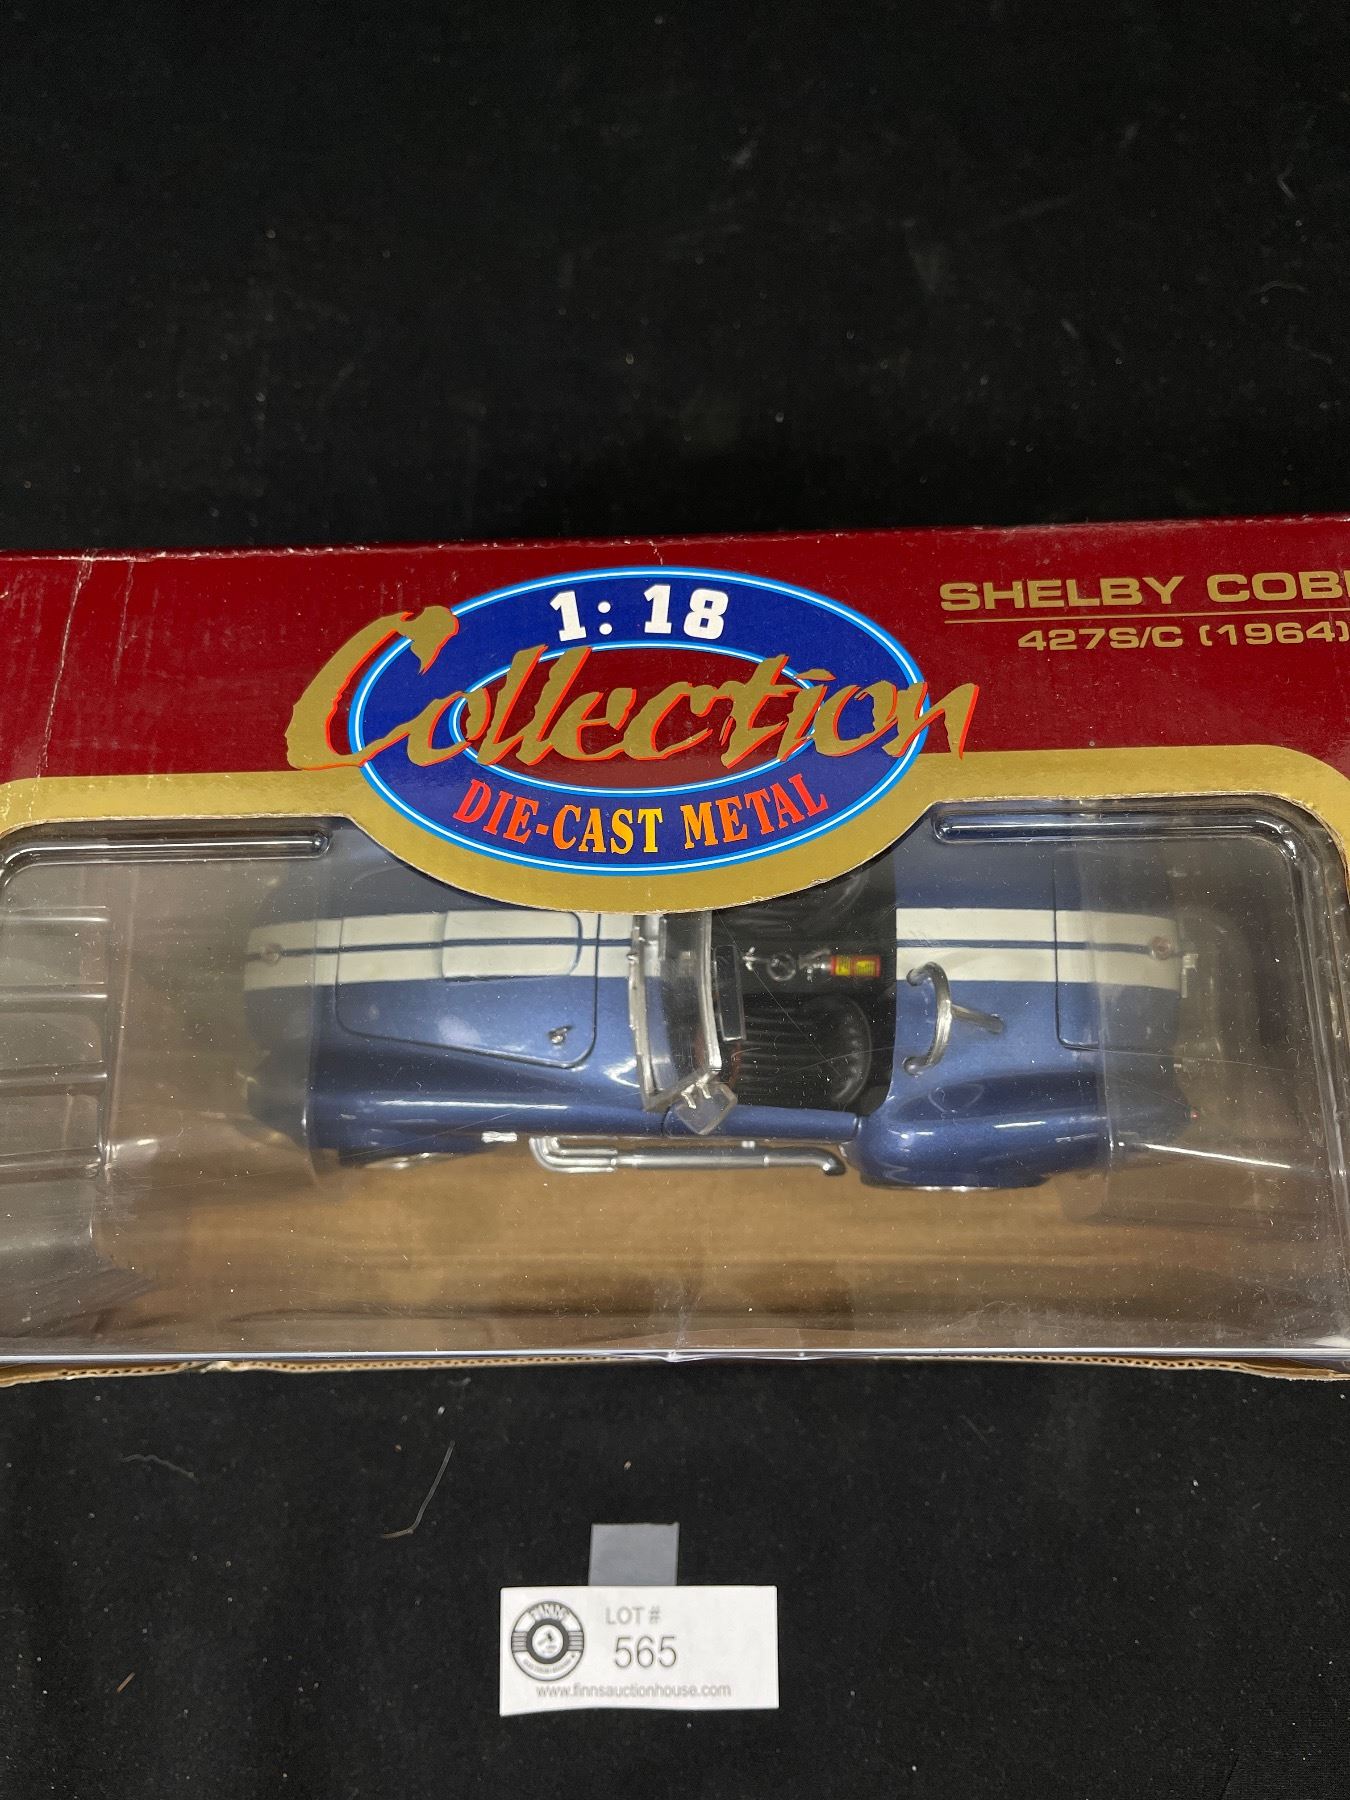 1:18
Collection
DIE-CAST METAL
SHELBY COB
427S/C (1964)
LOT #
565
www.finnsauctionhouse.com